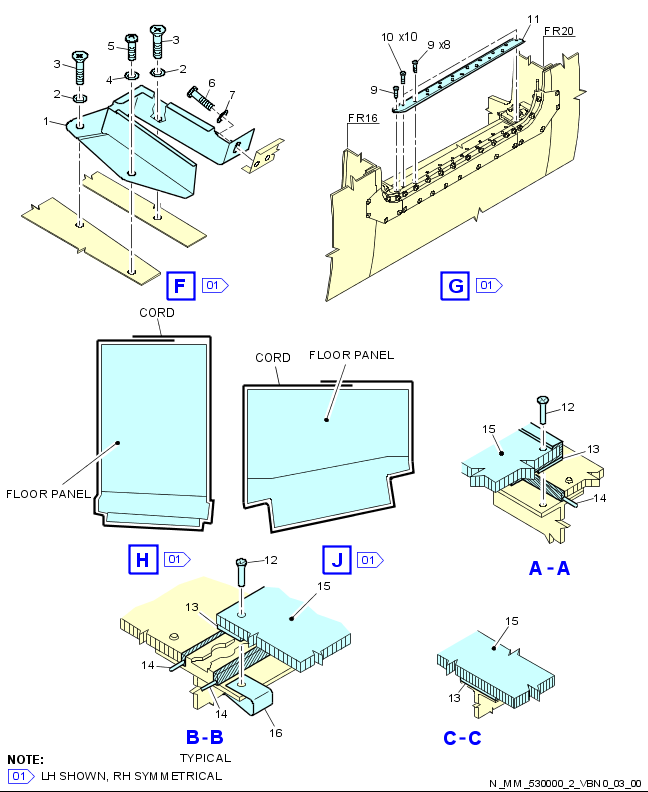 3
5
3
4
2
2
6
7
1
F 01
11
FR20
10 x10
9 x8
9
FR16
G 01
CORD
FLOOR PANEL
H 01
CORD
FLOOR PANEL
J 01
12
15
13
14
A - A
12
15
13
14
14
16
B-B
TYPICAL
15
13
C-C
NOTE:
01 LH SHOWN, RH SYMMETRICAL
N_MM_530000_2_VBN0_03_00